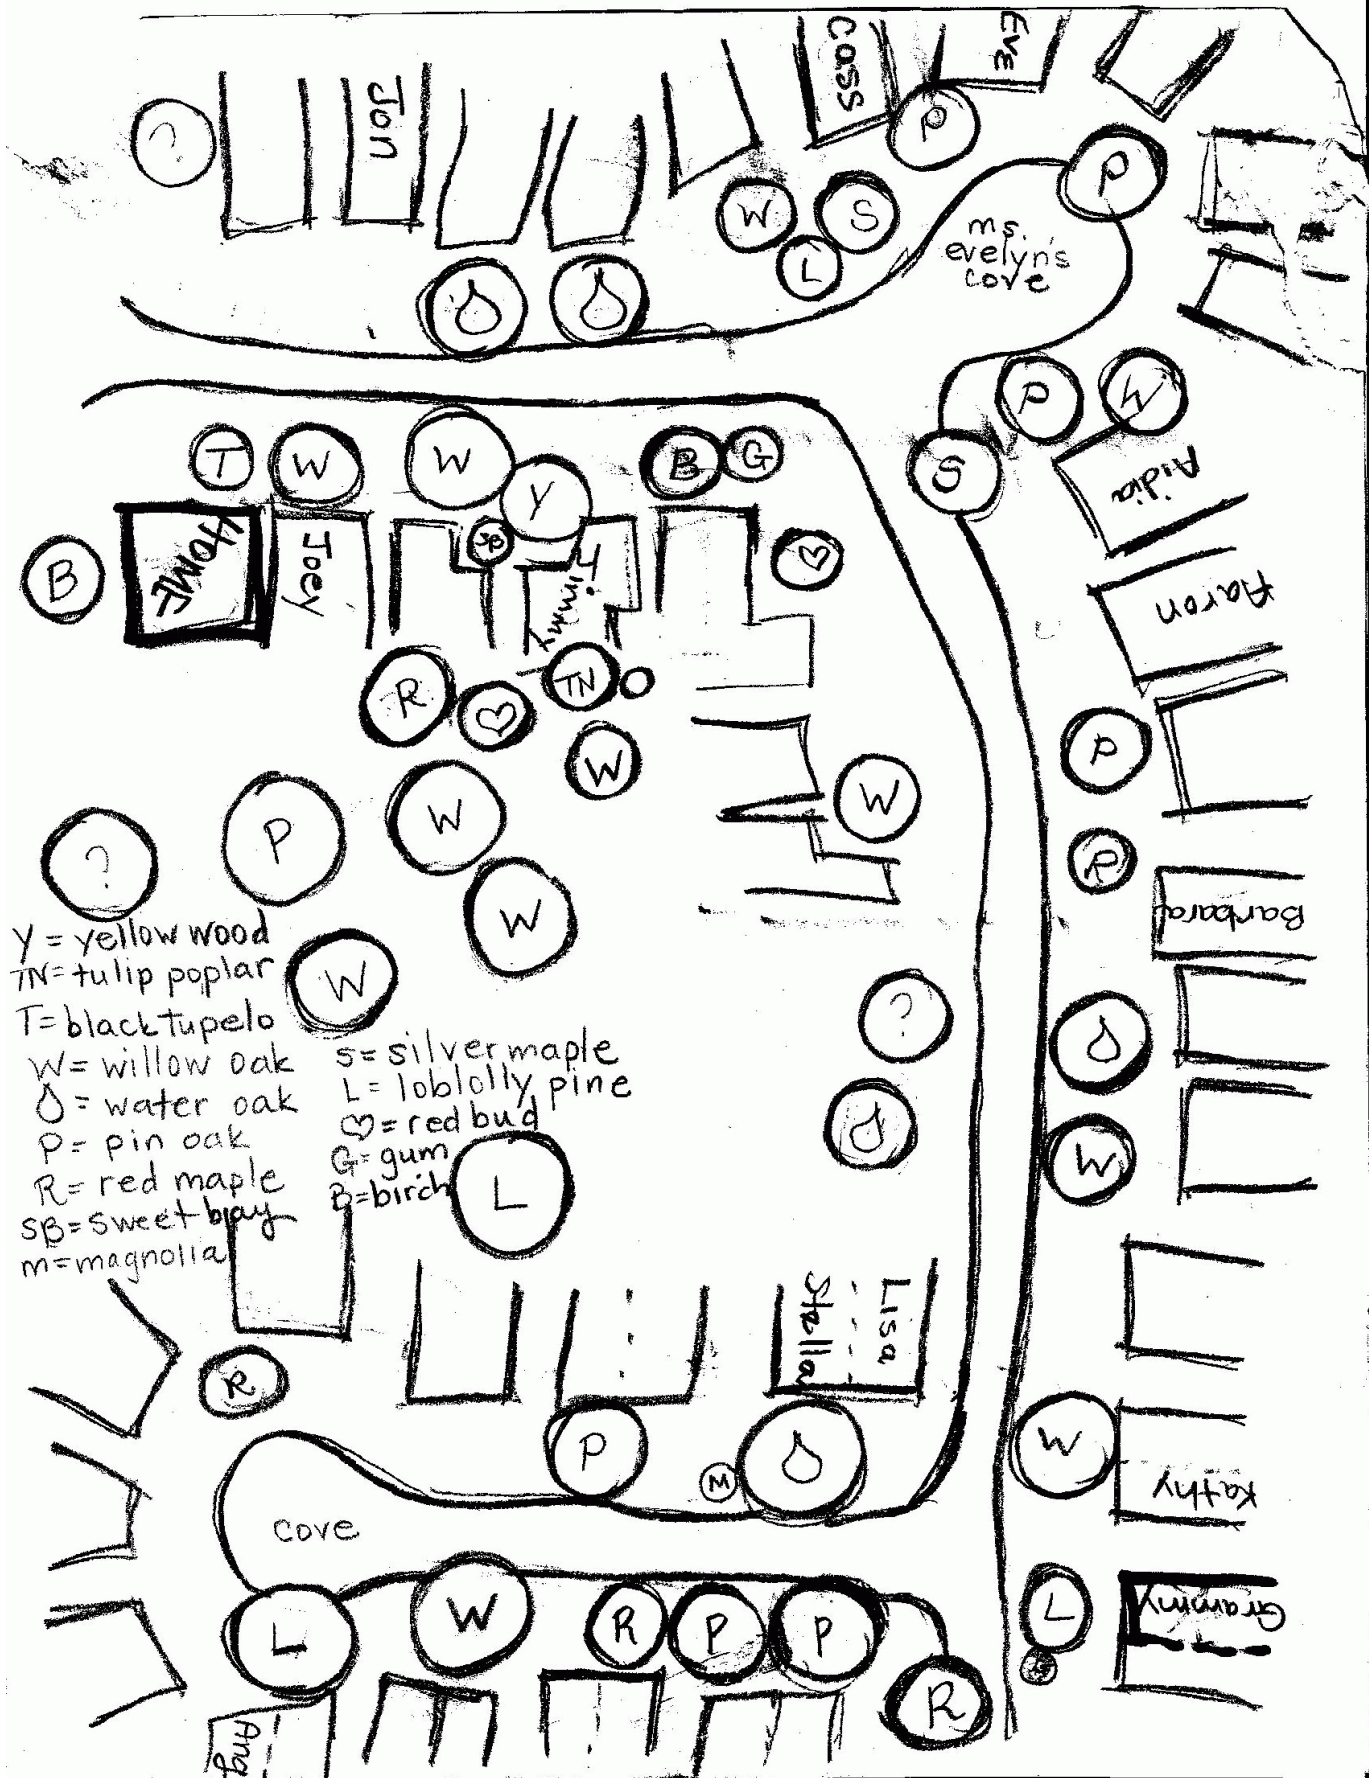 Eve
Cass
Jon
?
P
P
W
S
L
ms.
evelyn's
cove
P
W
T
W
W
Y
B
G
S
Aidia
HOME
Joey
SB
Jimmy
B
Aaron
R
TN
W
P
W
P
W
R
?
W
Barbara
W
?
W
Y = yellow wood
TN = tulip poplar
T = black tupelo
W = willow oak
= water oak
P = pin oak
R = red maple
SB = sweet bay
m = magnolia
S = silver maple
L = loblolly pine
♡ = red bud
G = gum
B = birch
L
Lisa
Stella
R
P
M
W
Kathy
cove
L
W
R
P
P
L
Grammy
R
Ang